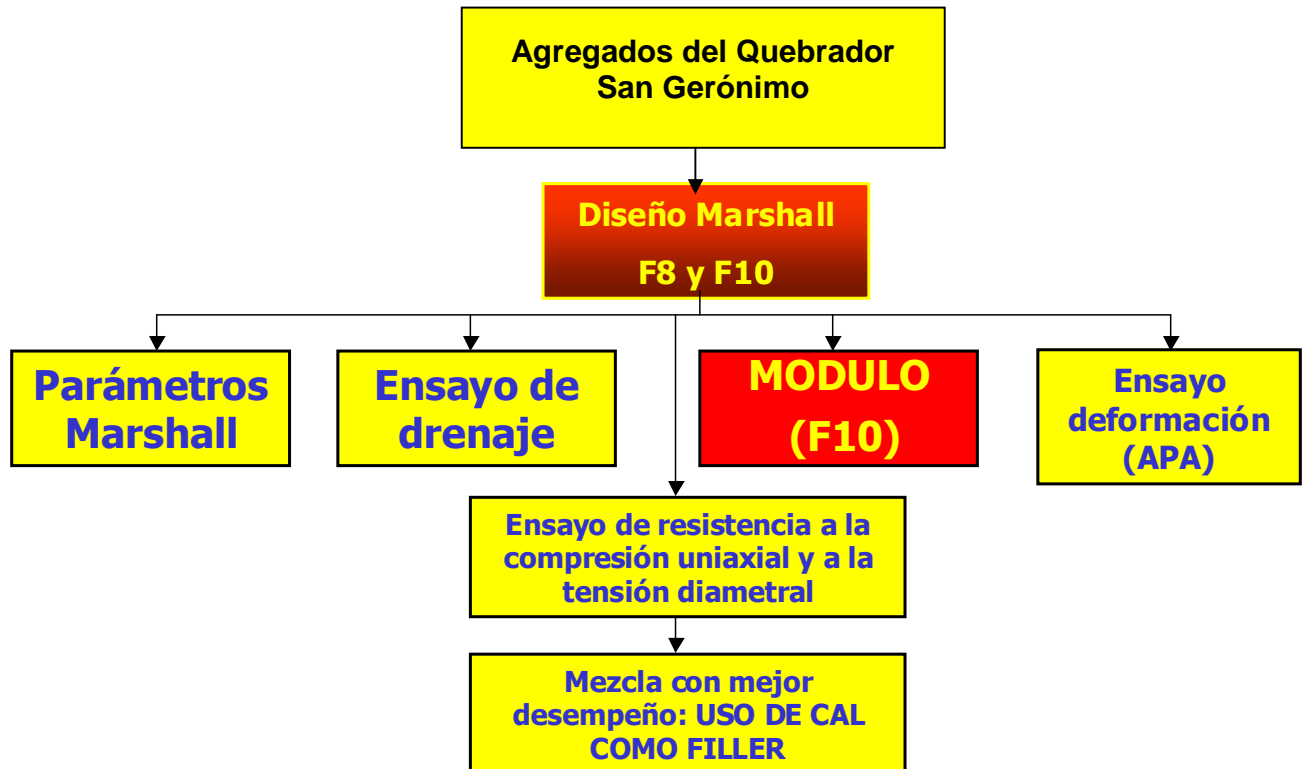 Agregados del Quebrador
San Gerónimo
Diseño Marshall
F8 y F10
Parámetros
Marshall
Ensayo de
drenaje
MODULO
(F10)
Ensayo
deformación
(APA)
Ensayo de resistencia a la
compresión uniaxial y a la
tensión diametral
Mezcla con mejor
desempeño: USO DE CAL
COMO FILLER